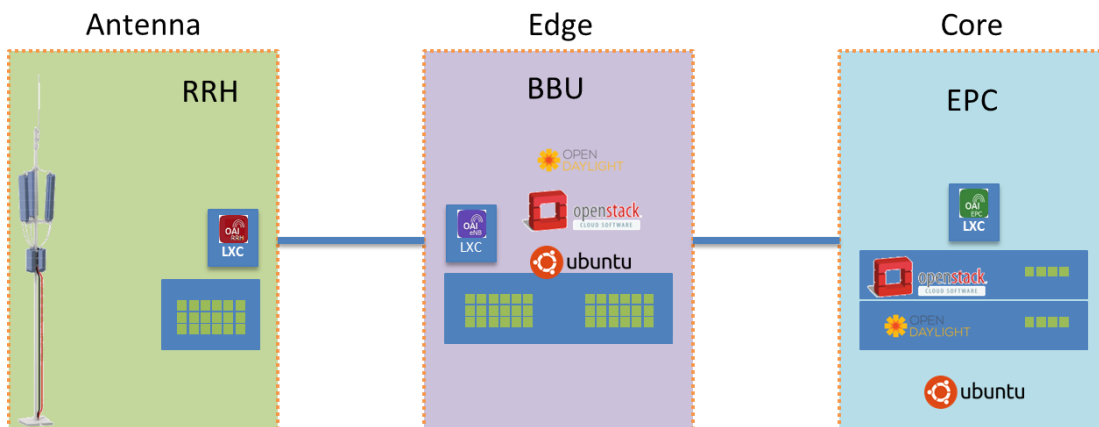 Antenna
Edge
Core
RRH
BBU
EPC
OPEN
DAYLIGHT
OAI
RRH
LXC
OAI
eNB
LXC
openstack
CLOUD SOFTWARE
ubuntu
OAI
EPC
LXC
openstack
CLOUD SOFTWARE
OPEN
DAYLIGHT
ubuntu